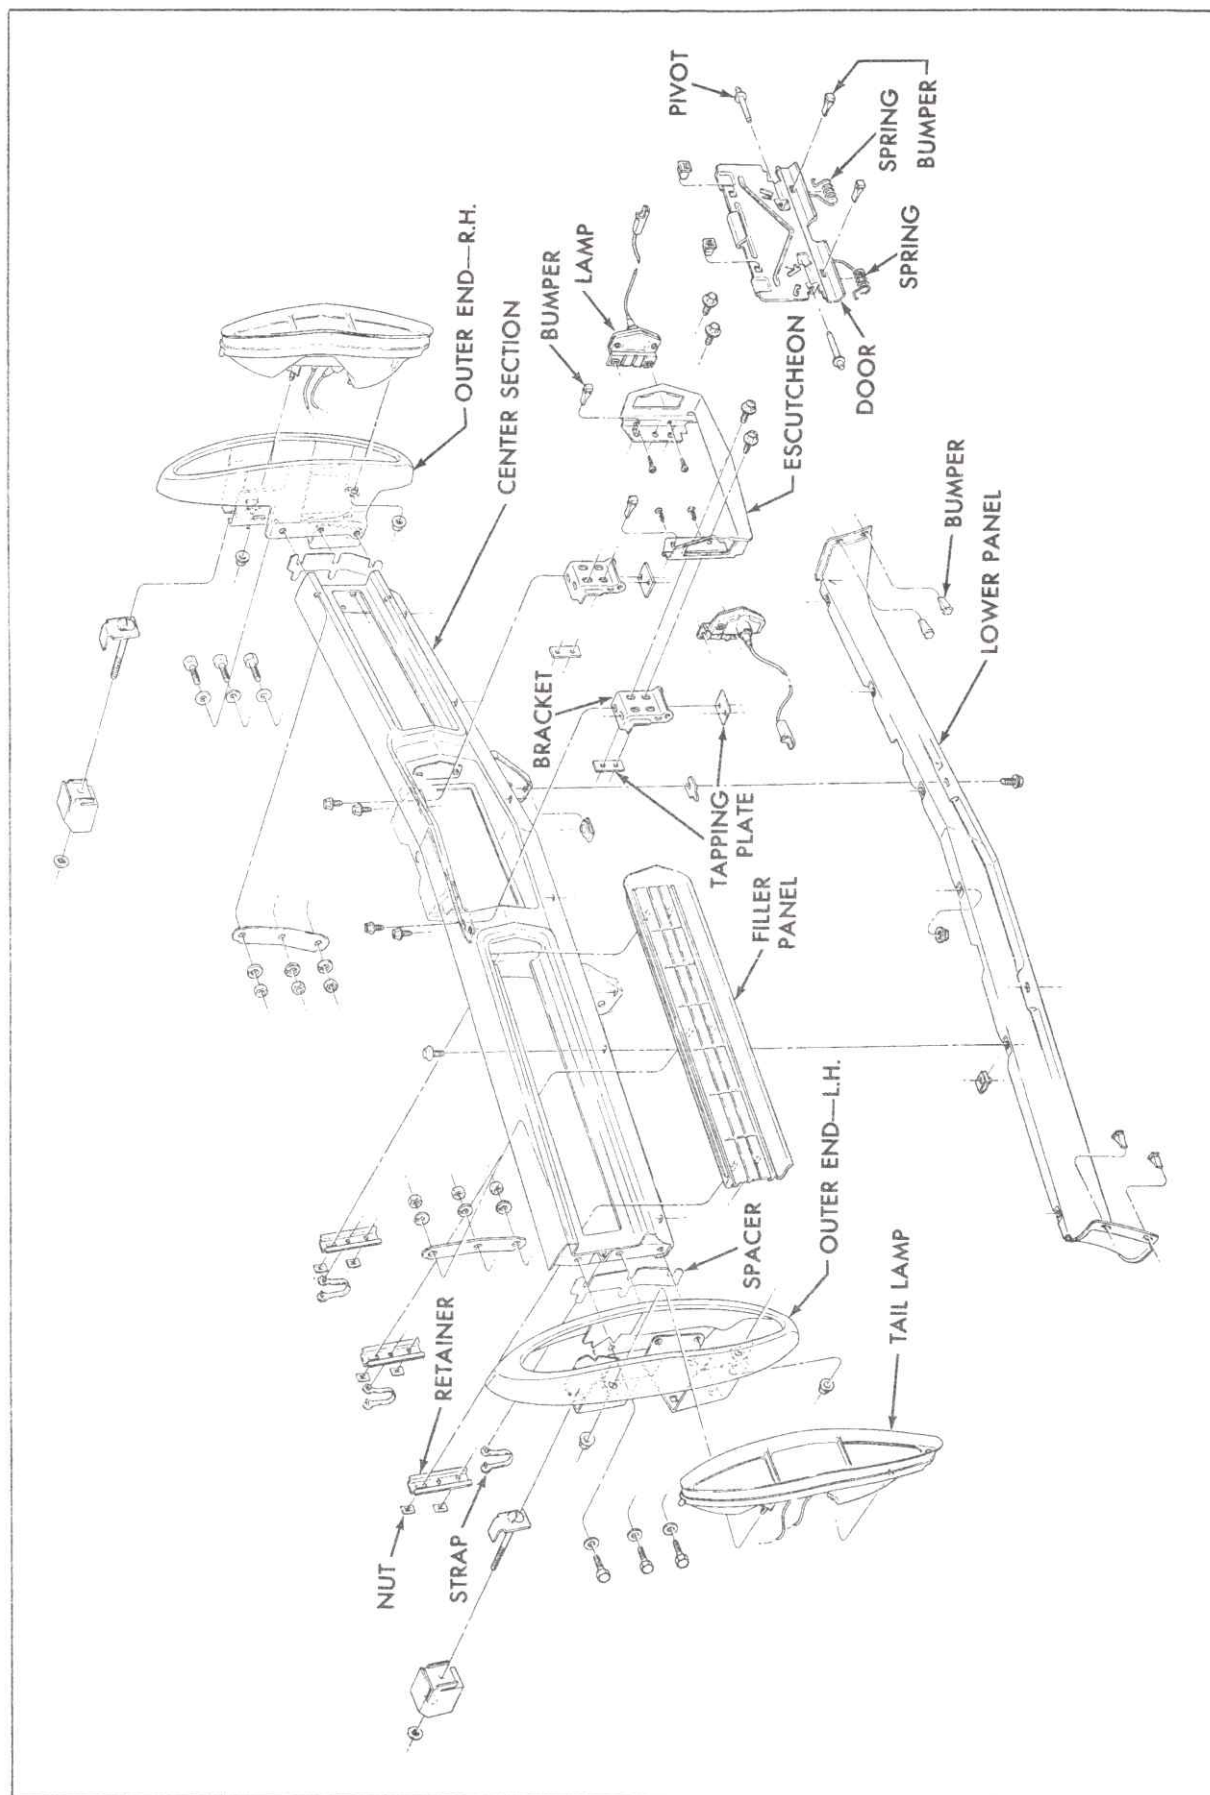 PIVOT
SPRING
BUMPER
SPRING
DOOR
LAMP
BUMPER
ESCUTCHEON
OUTER END—R.H.
CENTER SECTION
BUMPER
LOWER PANEL
BRACKET
TAPPING
PLATE
FILLER
PANEL
OUTER END—L.H.
SPACER
TAIL LAMP
RETAINER
STRAP
NUT